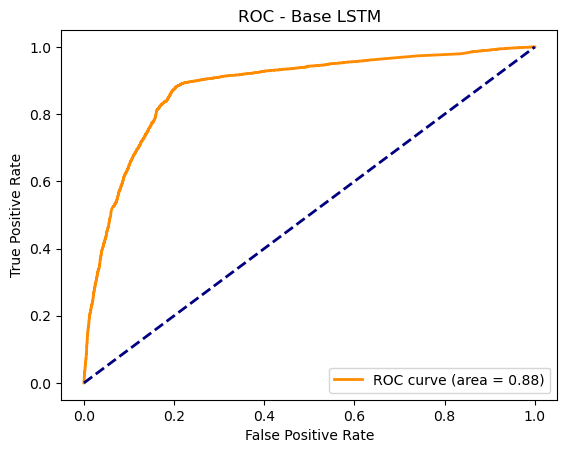 ROC - Base LSTM
True Positive Rate
1.0
0.8
0.6
0.4
0.2
0.0
ROC curve (area = 0.88)
0.0 0.2 0.4 0.6 0.8 1.0
False Positive Rate